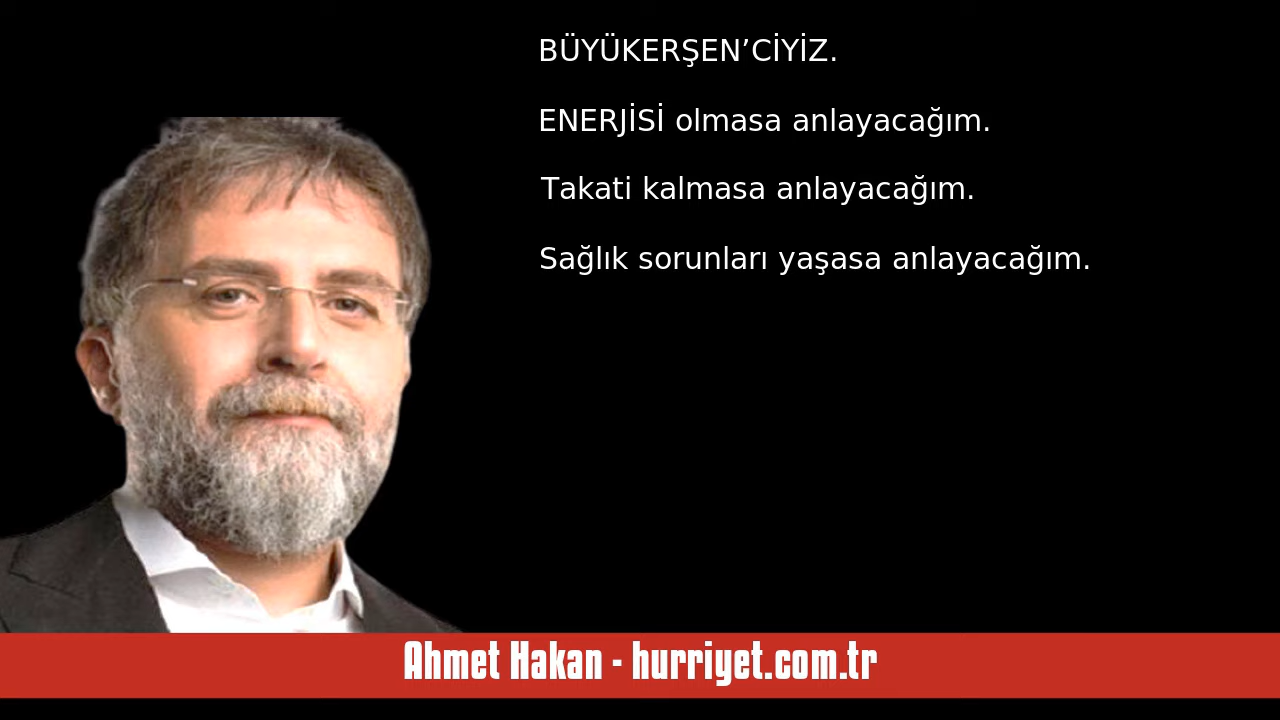 BÜYÜKERŞEN’CİYİZ.
ENERJİSİ olmasa anlayacağım.
Takati kalmasa anlayacağım.
Sağlık sorunları yaşasa anlayacağım.
Ahmet Hakan - hurriyet.com.tr